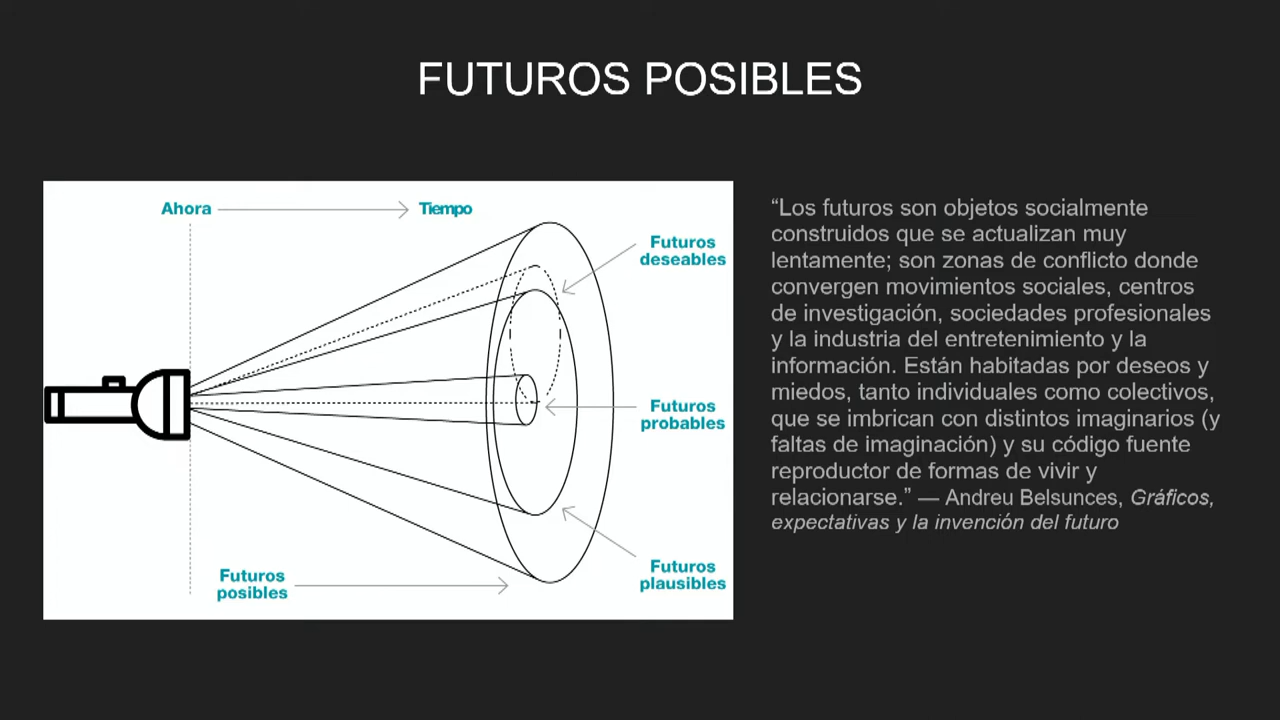 FUTUROS POSIBLES
Ahora
Tiempo
Futuros
deseables
Futuros
probables
Futuros
plausibles
Futuros
posibles
“Los futuros son objetos socialmente
construidos que se actualizan muy
lentamente; son zonas de conflicto donde
convergen movimientos sociales, centros
de investigación, sociedades profesionales
y la industria del entretenimiento y la
información. Están habitadas por deseos y
miedos, tanto individuales como colectivos,
que se imbrican con distintos imaginarios (y
faltas de imaginación) y su código fuente
reproductor de formas de vivir y
relacionarse.” — Andreu Belsunces, Gráficos,
expectativas y la invención del futuro